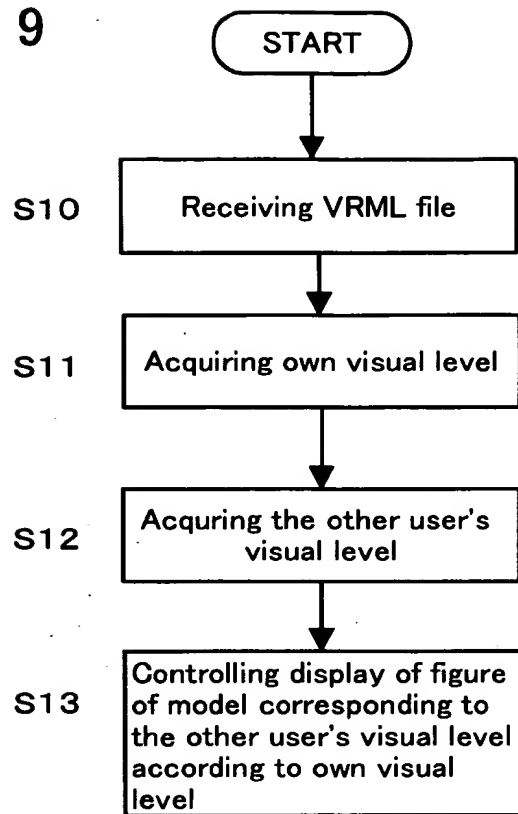 9
START
S10
Receiving VRML file
S11
Acquiring own visual level
S12
Acquring the other user's
visual level
S13
Controlling display of figure
of model corresponding to
the other user's visual level
according to own visual
level